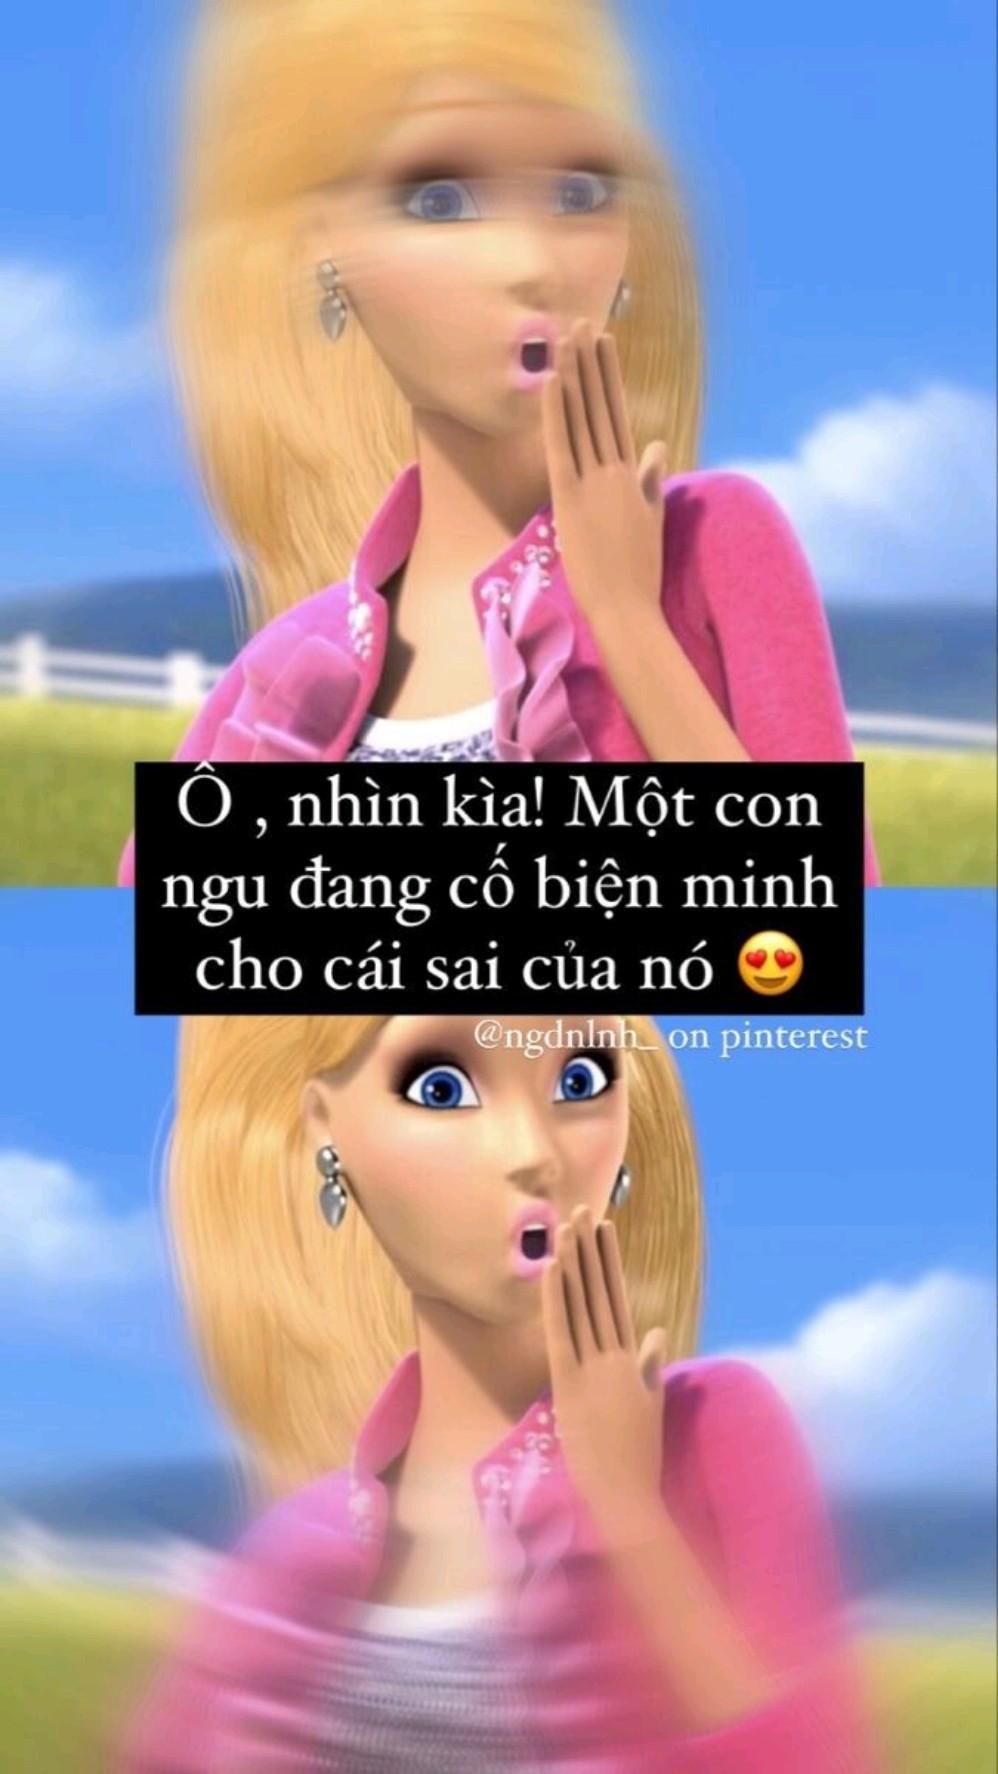 Ô , nhìn kìa! Một con
ngu đang cố biện minh
cho cái sai của nó 😍
@ngdnlnh_ on pinterest